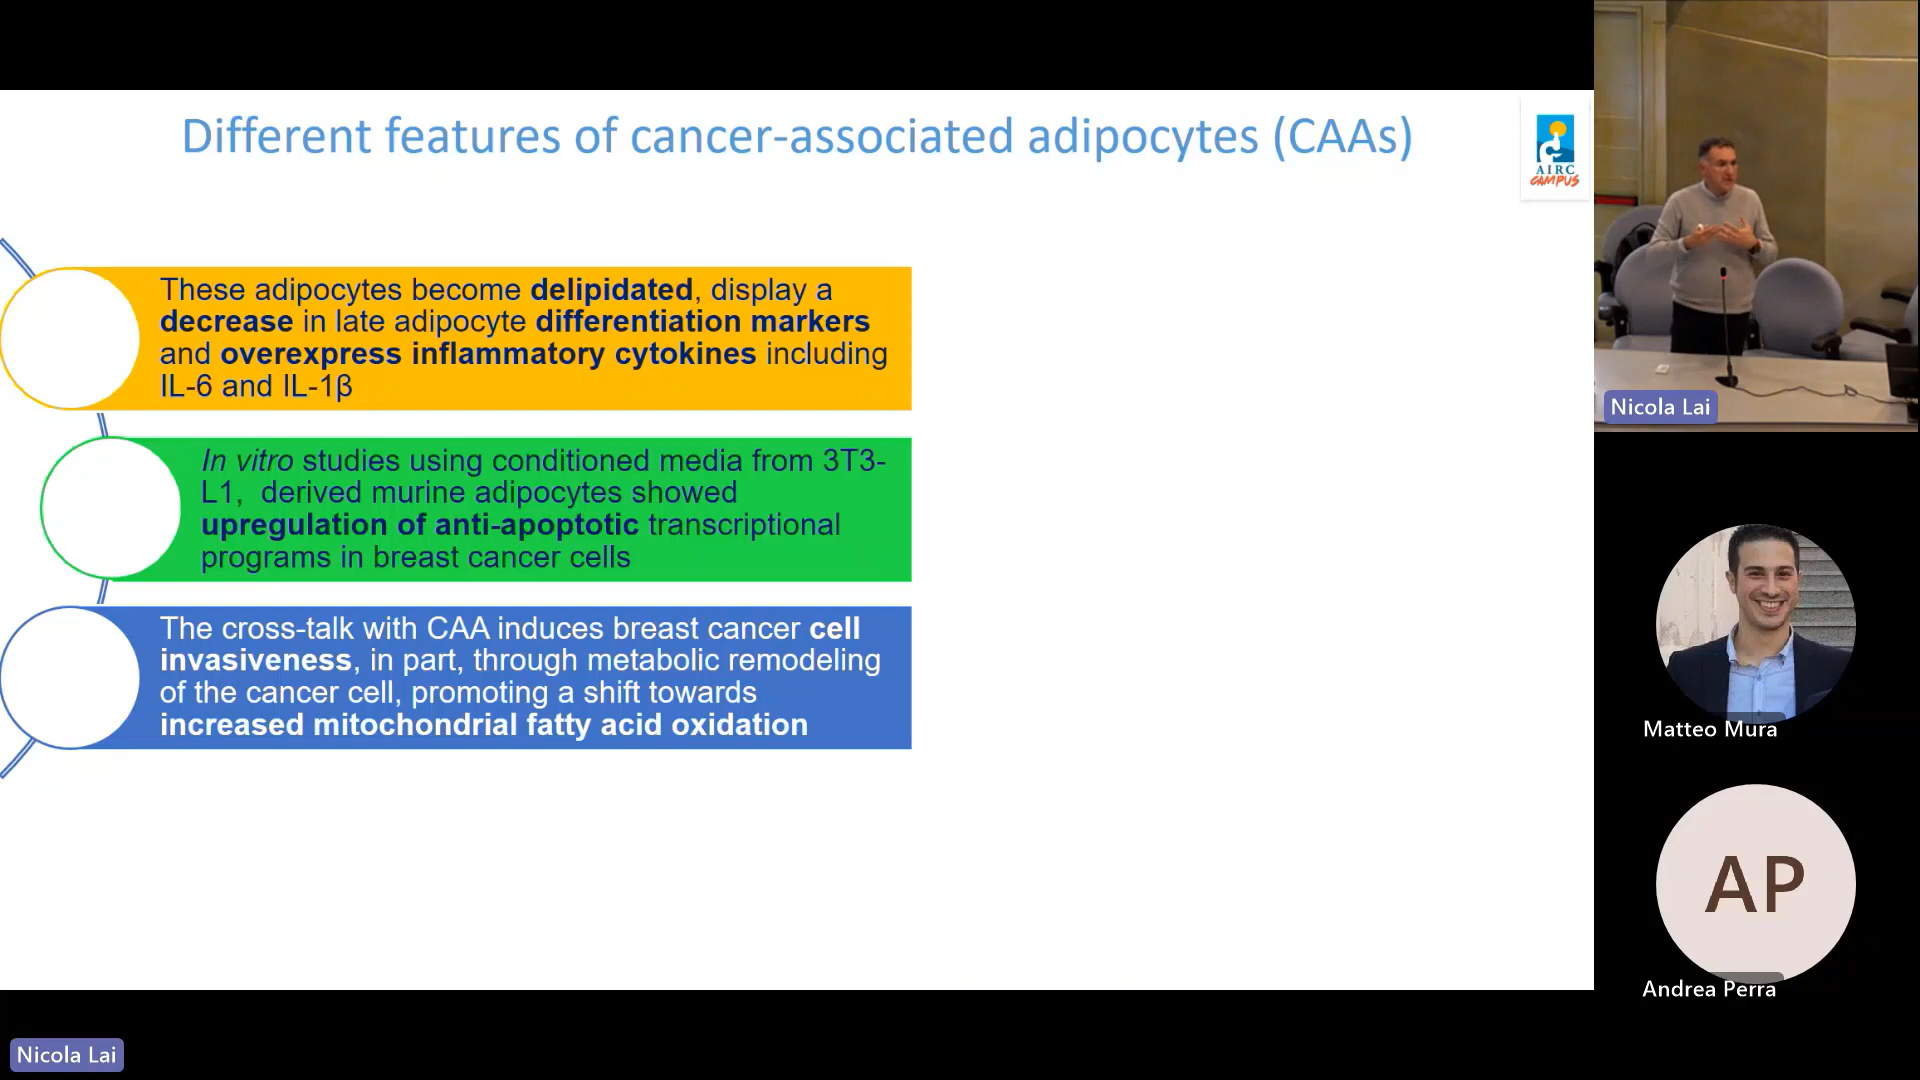 Different features of cancer-associated adipocytes (CAAs)
AIRC
CAMPUS
These adipocytes become delipidated, display a
decrease in late adipocyte differentiation markers
and overexpress inflammatory cytokines including
IL-6 and IL-1β
In vitro studies using conditioned media from 3T3-
L1, derived murine adipocytes showed
upregulation of anti-apoptotic transcriptional
programs in breast cancer cells
The cross-talk with CAA induces breast cancer cell
invasiveness, in part, through metabolic remodeling
of the cancer cell, promoting a shift towards
increased mitochondrial fatty acid oxidation
Nicola Lai
Matteo Mura
AP
Andrea Perra
Nicola Lai